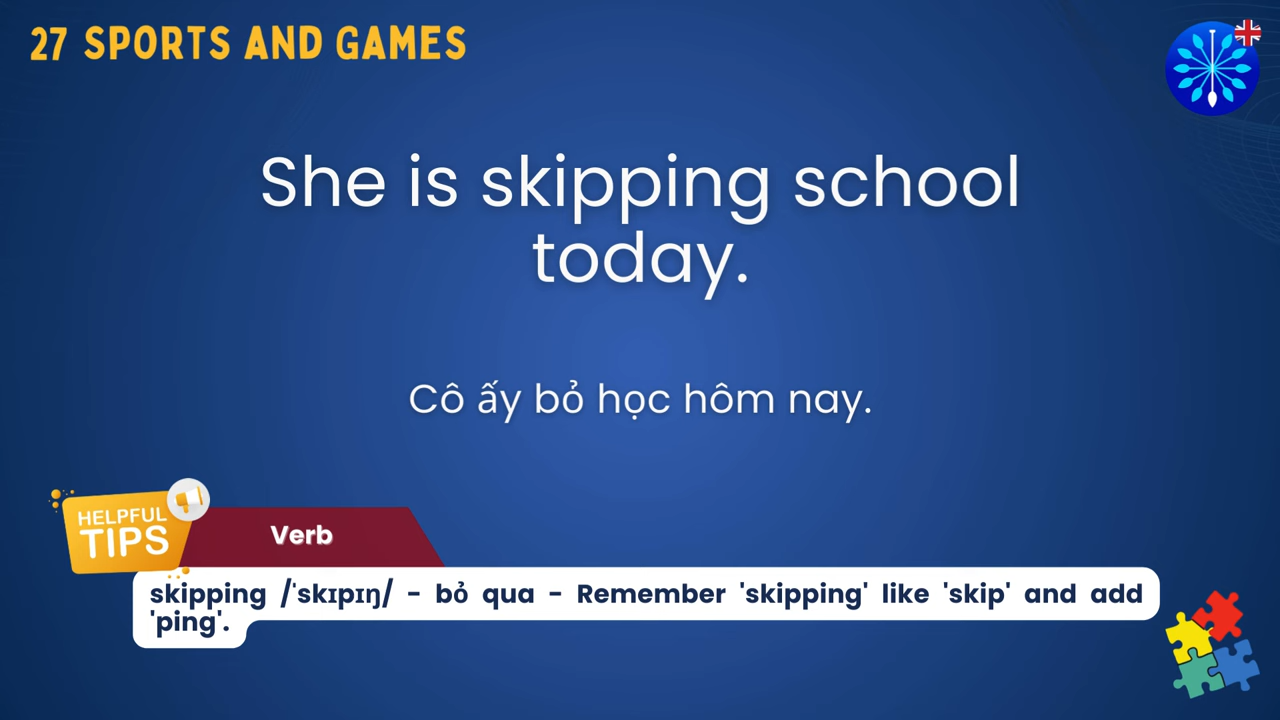 27 SPORTS AND GAMES
She is skipping school
today.
Cô ấy bỏ học hôm nay.
HELPFUL
TIPS
Verb
skipping /ˈskɪpɪŋ/ - bỏ qua - Remember 'skipping' like 'skip' and add
'ping'.